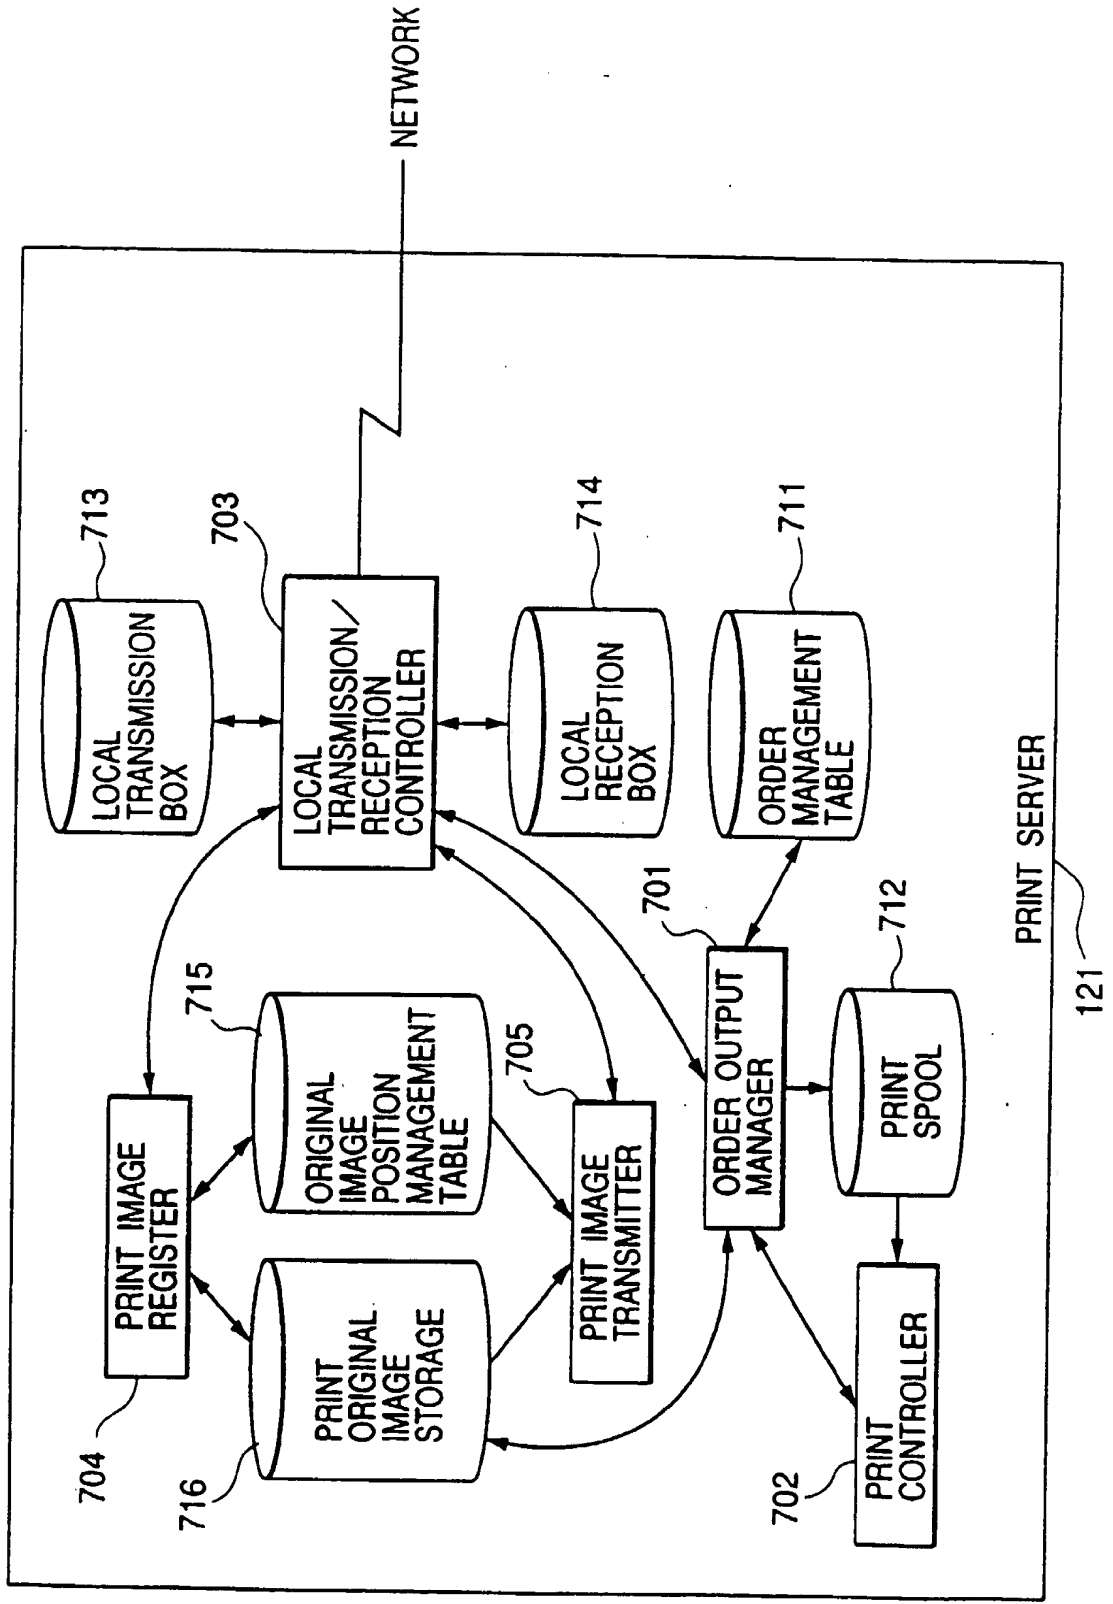 704
PRINT IMAGE
REGISTER
716
PRINT
ORIGINAL
IMAGE
STORAGE
715
ORIGINAL
IMAGE
POSITION
MANAGEMENT
TABLE
705
PRINT IMAGE
TRANSMITTER
713
LOCAL
TRANSMISSION
BOX
703
LOCAL
TRANSMISSION/
RECEPTION
CONTROLLER
NETWORK
714
LOCAL
RECEPTION
BOX
711
ORDER
MANAGEMENT
TABLE
701
ORDER OUTPUT
MANAGER
712
PRINT
SPOOL
702
PRINT
CONTROLLER
PRINT SERVER
121